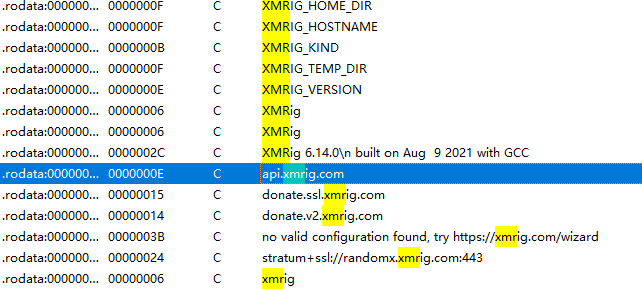 .rodata:000000... 0000000F C XMRIG_HOME_DIR
.rodata:000000... 0000000F C XMRIG_HOSTNAME
.rodata:000000... 0000000B C XMRIG_KIND
.rodata:000000... 0000000F C XMRIG_TEMP_DIR
.rodata:000000... 0000000E C XMRIG_VERSION
.rodata:000000... 00000006 C XMRig
.rodata:000000... 00000006 C XMRig
.rodata:000000... 0000002C C XMRig 6.14.0\n built on Aug  9 2021 with GCC
.rodata:000000... 0000000E C api.xmrig.com
.rodata:000000... 00000015 C donate.ssl.xmrig.com
.rodata:000000... 00000014 C donate.v2.xmrig.com
.rodata:000000... 0000003B C no valid configuration found, try https://xmrig.com/wizard
.rodata:000000... 00000024 C stratum+ssl://randomx.xmrig.com:443
.rodata:000000... 00000006 C xmrig